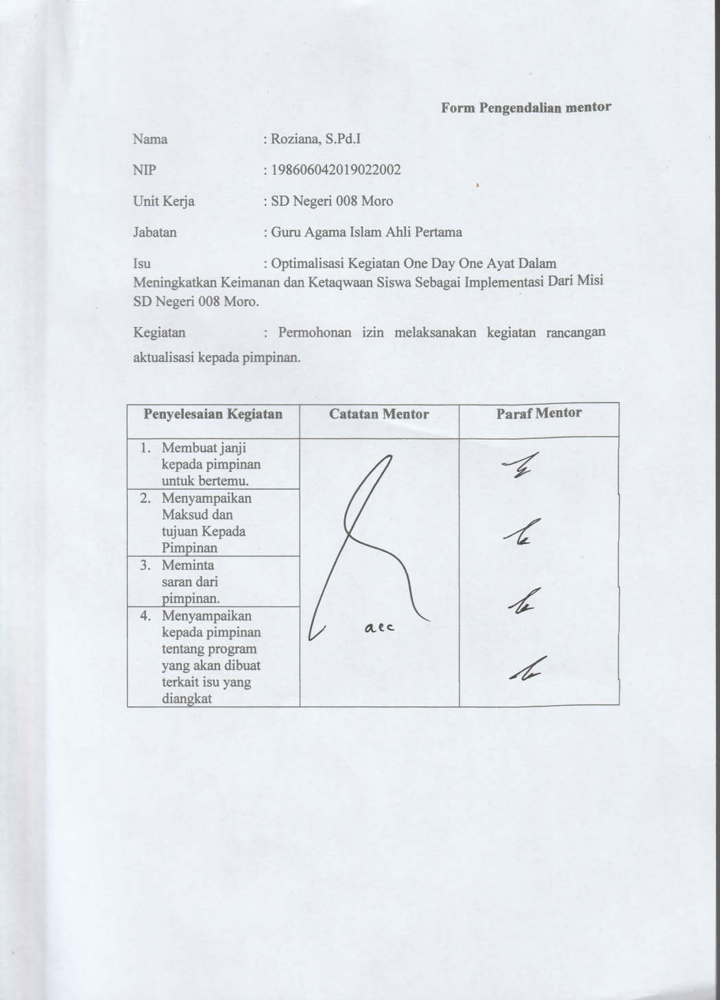 Form Pengendalian mentor
Nama : Roziana, S.Pd.I
NIP : 198606042019022002
Unit Kerja : SD Negeri 008 Moro
Jabatan : Guru Agama Islam Ahli Pertama
Isu : Optimalisasi Kegiatan One Day One Ayat Dalam
Meningkatkan Keimanan dan Ketaqwaan Siswa Sebagai Implementasi Dari Misi
SD Negeri 008 Moro.
Kegiatan : Permohonan izin melaksanakan kegiatan rancangan
aktualisasi kepada pimpinan.
Penyelesaian Kegiatan Catatan Mentor Paraf Mentor
1. Membuat janji
kepada pimpinan
untuk bertemu.
2. Menyampaikan
Maksud dan
tujuan Kepada
Pimpinan
3. Meminta
saran dari
pimpinan.
4. Menyampaikan
kepada pimpinan
tentang program
yang akan dibuat
terkait isu yang
diangkat
acc